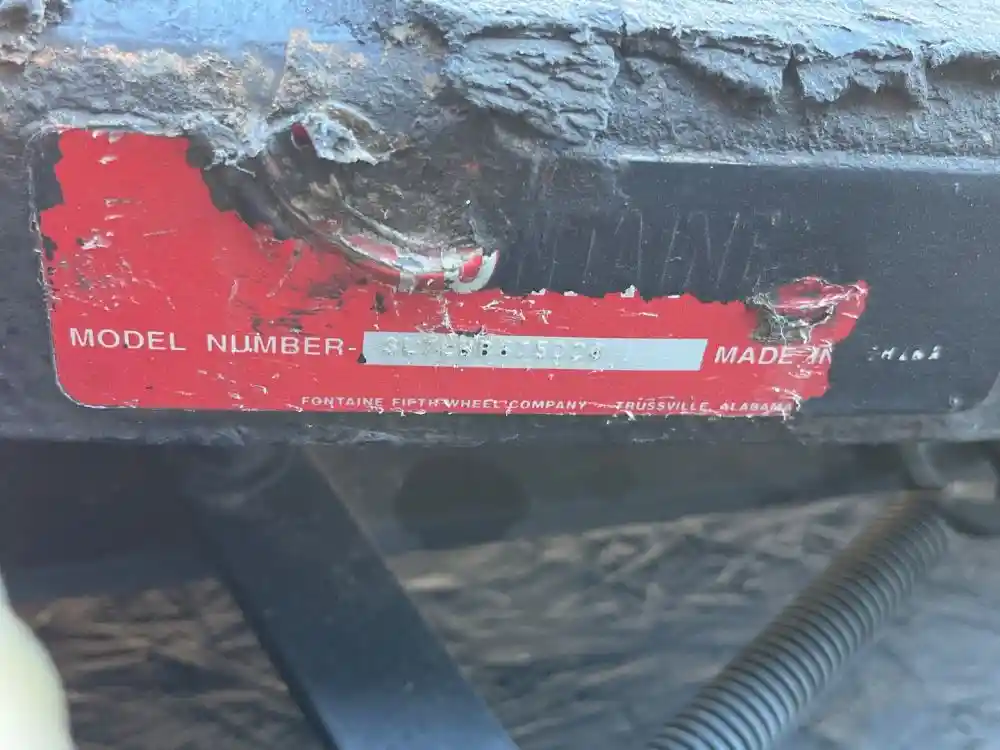 MODEL NUMBER- MADE IN
FONTAINE FIFTH WHEEL COMPANY - TRUSSVILLE, ALABAMA